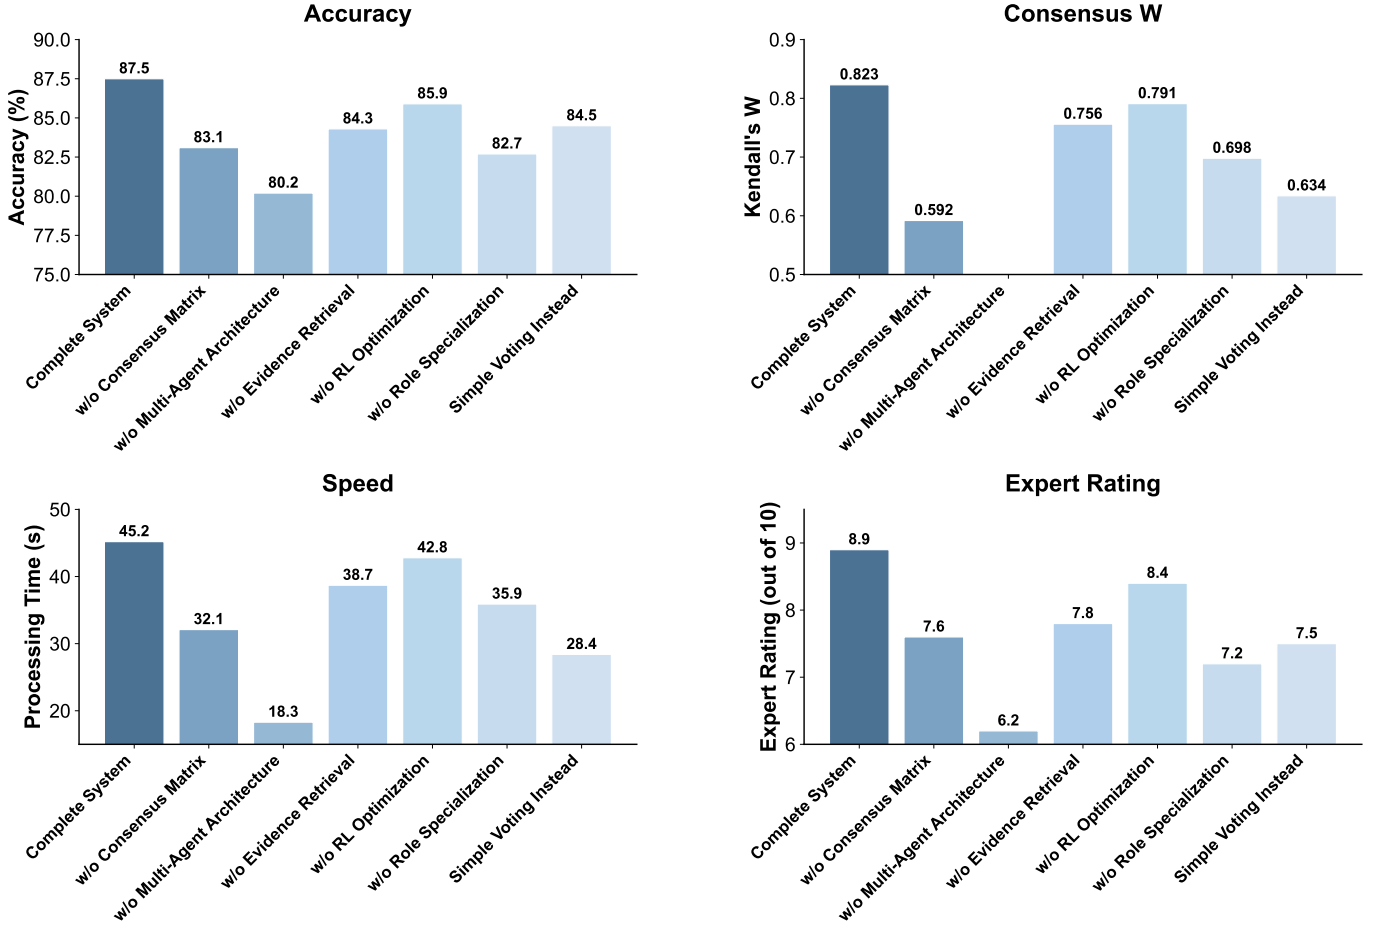 Accuracy
Accuracy (%)
90.0
87.5
85.0
82.5
80.0
77.5
75.0
87.5
83.1
80.2
84.3
85.9
82.7
84.5
Complete System
w/o Consensus Matrix
w/o Multi-Agent Architecture
w/o Evidence Retrieval
w/o RL Optimization
w/o Role Specialization
Simple Voting Instead
Consensus W
Kendall's W
0.9
0.8
0.7
0.6
0.5
0.823
0.592
0.756
0.791
0.698
0.634
Complete System
w/o Consensus Matrix
w/o Multi-Agent Architecture
w/o Evidence Retrieval
w/o RL Optimization
w/o Role Specialization
Simple Voting Instead
Speed
Processing Time (s)
50
40
30
20
45.2
32.1
18.3
38.7
42.8
35.9
28.4
Complete System
w/o Consensus Matrix
w/o Multi-Agent Architecture
w/o Evidence Retrieval
w/o RL Optimization
w/o Role Specialization
Simple Voting Instead
Expert Rating
Expert Rating (out of 10)
9
8
7
6
8.9
7.6
6.2
7.8
8.4
7.2
7.5
Complete System
w/o Consensus Matrix
w/o Multi-Agent Architecture
w/o Evidence Retrieval
w/o RL Optimization
w/o Role Specialization
Simple Voting Instead